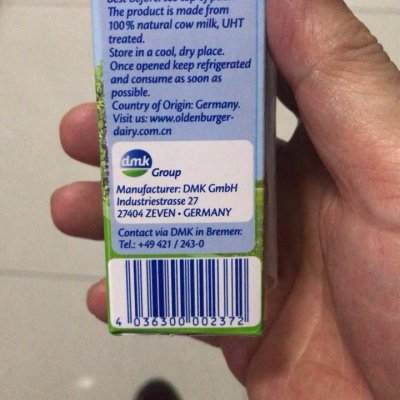 The product is made from
100% natural cow milk, UHT
treated.
Store in a cool, dry place.
Once opened keep refrigerated
and consume as soon as
possible.
Country of Origin: Germany.
Visit us: www.oldenburger-
dairy.com.cn
dmk
Group
Manufacturer: DMK GmbH
Industriestrasse 27
27404 ZEVEN • GERMANY
Contact via DMK in Bremen:
Tel.: +49 421 / 243-0
4 036300 002372